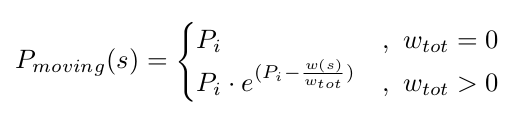 $$P_{moving}(s) = \begin{cases} P_i & , \ w_{tot} = 0 \\ P_i \cdot e^{(P_i - \frac{w(s)}{w_{tot}})} & , \ w_{tot} > 0 \end{cases}$$